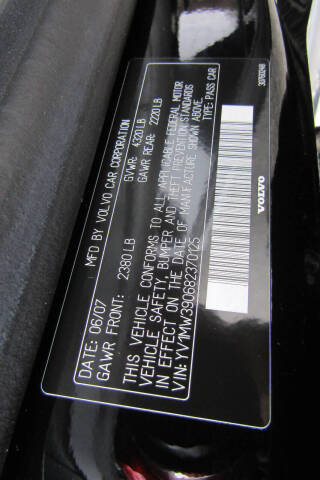 MFD BY VOLVO CAR CORPORATION
DATE: 06/07 GVWR: 4320 LB
GAWR FRONT: 2380 LB GAWR REAR: 2220 LB
THIS VEHICLE CONFORMS TO ALL APPLICABLE FEDERAL MOTOR
VEHICLE SAFETY, BUMPER AND THEFT PREVENTION STANDARDS
IN EFFECT ON THE DATE OF MANUFACTURE SHOWN ABOVE.
VIN: YV1MW390682370125 TYPE: PASS CAR
VOLVO